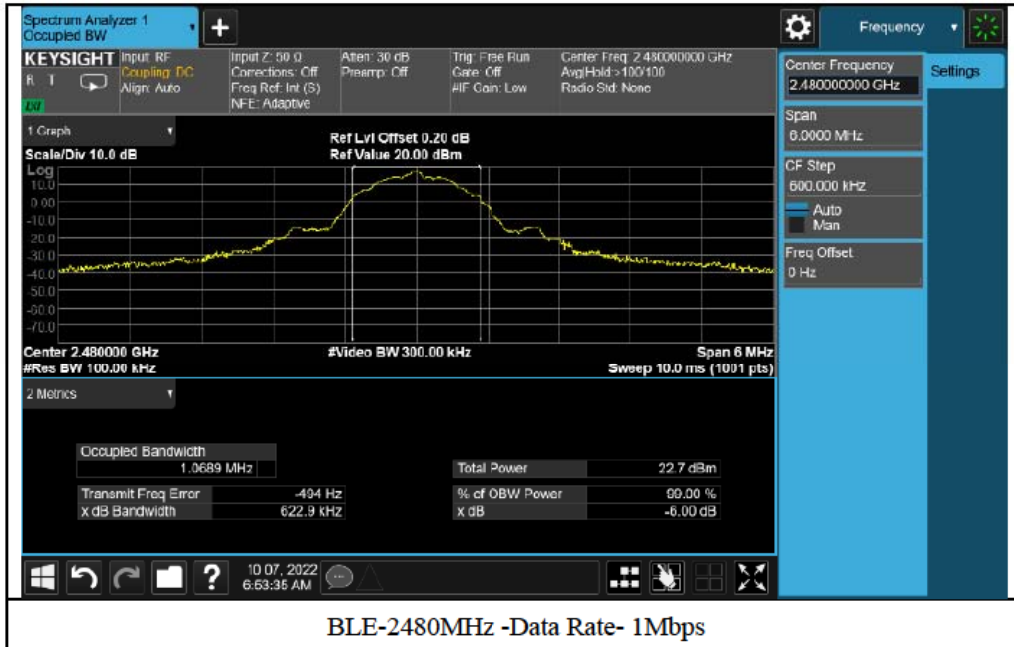 Spectrum Analyzer 1
Occupied BW
+
Frequency
KEYSIGHT
R T
Input: RF
Coupling: DC
Align: Auto
Input Z: 50 Ω
Corrections: Off
Freq Ref: Int (S)
NFE: Adaptive
Atten: 30 dB
Preamp: Off
Trig: Free Run
Gate: Off
#IF Gain: Low
Center Freq: 2.480000000 GHz
Avg|Hold:>100/100
Radio Std: None
Center Frequency
2.480000000 GHz
Settings
Span
6.0000 MHz
CF Step
600.000 kHz
Auto
Man
Freq Offset
0 Hz
1 Graph
Scale/Div 10.0 dB
Ref Lvl Offset 0.20 dB
Ref Value 20.00 dBm
Log
10.0
0.00
-10.0
-20.0
-30.0
-40.0
-50.0
-60.0
-70.0
Center 2.480000 GHz
#Video BW 300.00 kHz
Span 6 MHz
#Res BW 100.00 kHz
Sweep 10.0 ms (1001 pts)
2 Metrics
Occupied Bandwidth
1.0689 MHz
Total Power 22.7 dBm
Transmit Freq Error -494 Hz
% of OBW Power 99.00 %
x dB Bandwidth 622.9 kHz
x dB -6.00 dB
?
10 07, 2022
6:53:35 AM
BLE-2480MHz -Data Rate- 1Mbps